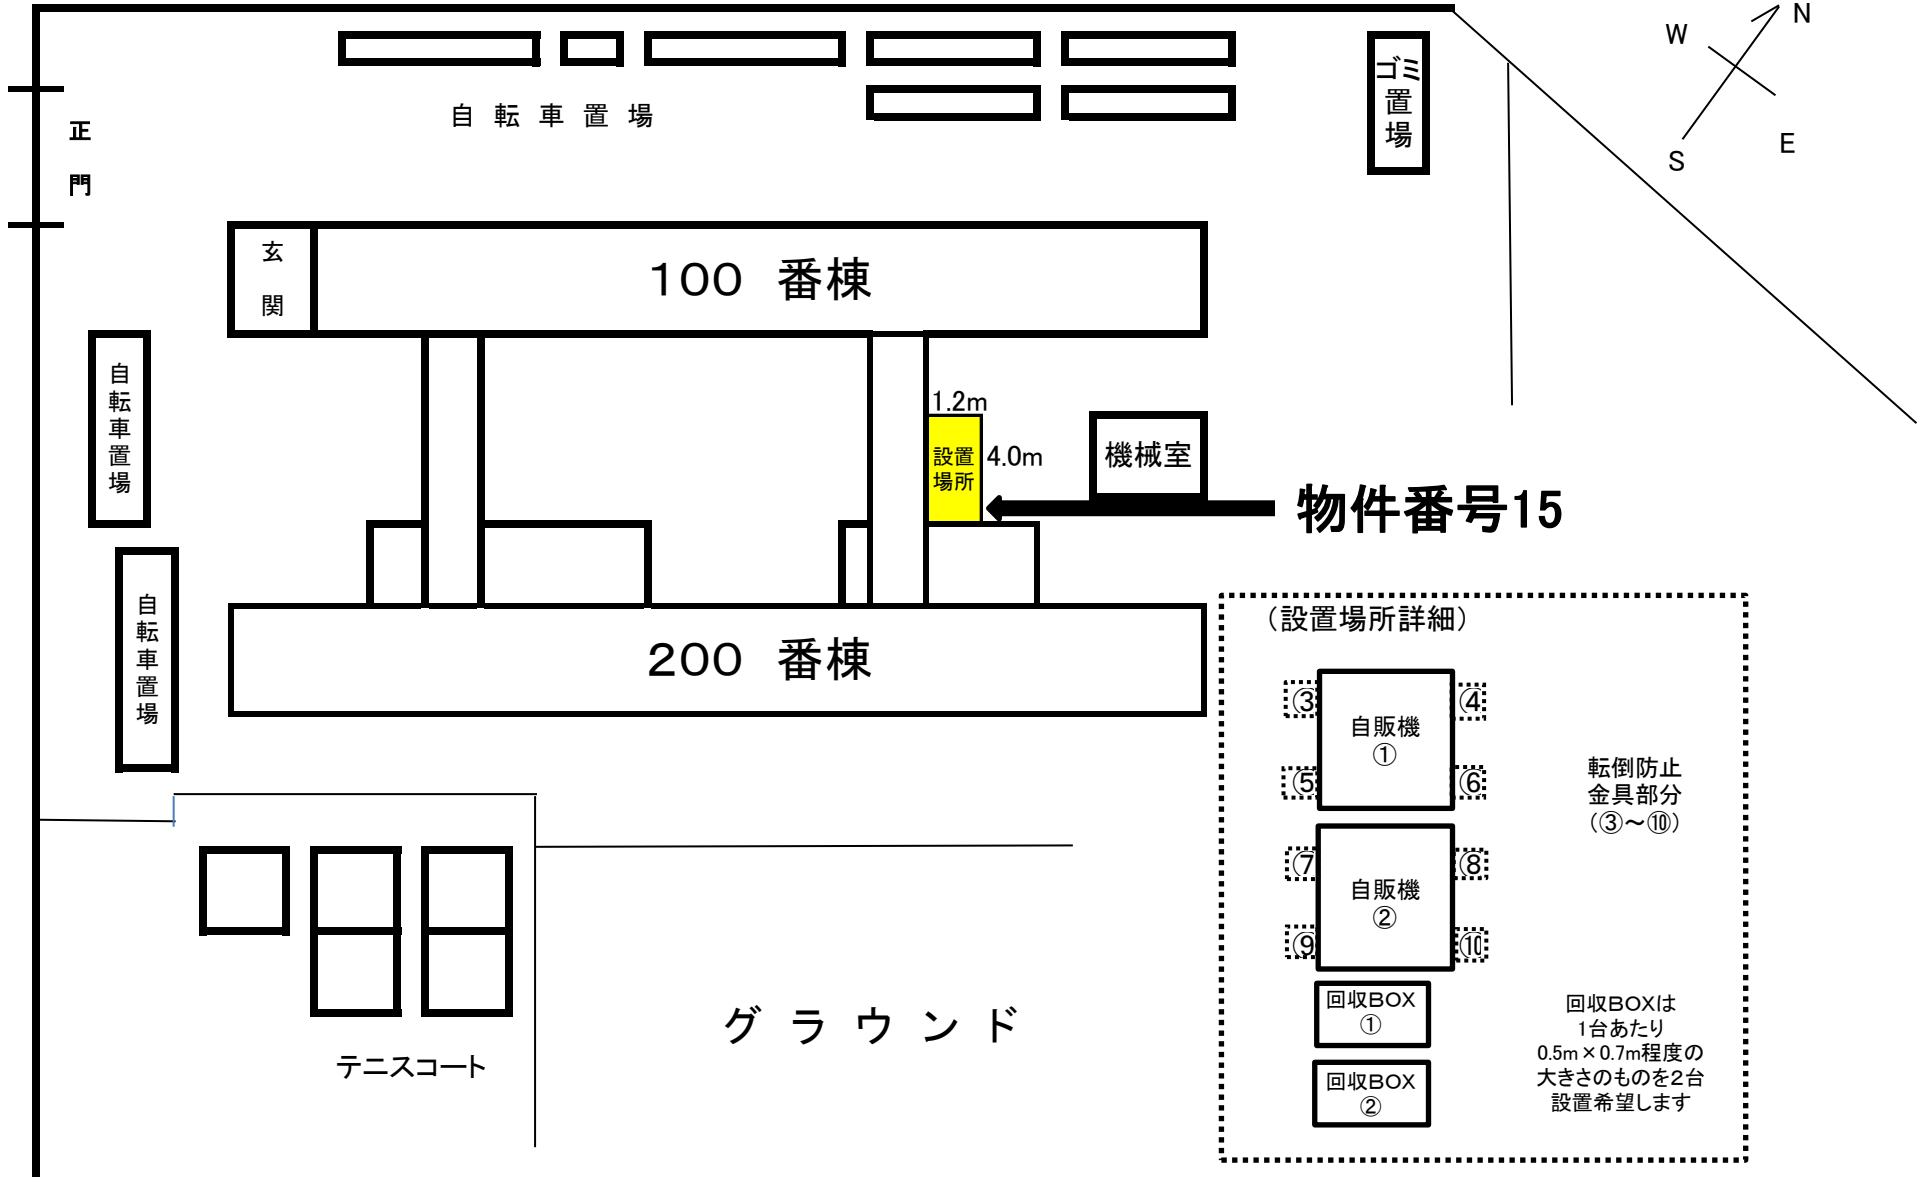 N
W
E
S
ゴミ置場
自転車置場
正門
玄関
100 番棟
自転車置場
1.2m
設置
場所
4.0m
機械室
物件番号15
自転車置場
200 番棟
(設置場所詳細)
③
④
自販機
①
⑤
⑥
転倒防止
金具部分
(③～⑩)
⑦
⑧
自販機
②
⑨
⑩
回収BOX
①
回収BOX
②
回収BOXは
1台あたり
0.5m×0.7m程度の
大きさのものを2台
設置希望します
グラウンド
テニスコート